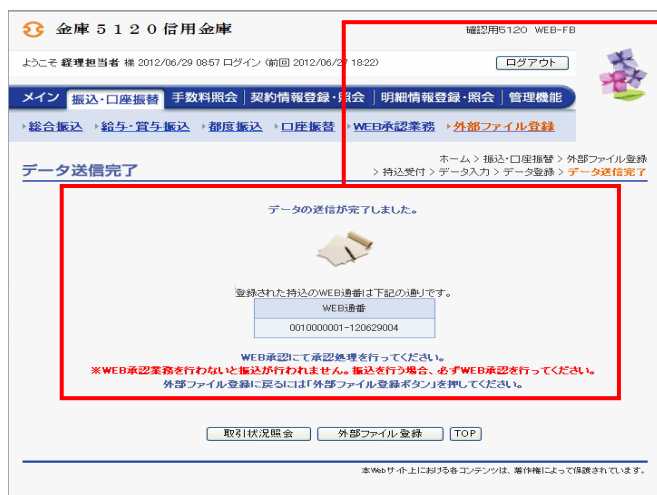 金庫５１２０信用金庫
確認用5120 WEB-FB
ようこそ 経理担当者 様 2012/06/29 0857 ログイン (前回 2012/06/27 1822)
ログアウト
メイン 振込・口座振替 手数料照会 契約情報登録・照会 明細情報登録・照会 管理機能
総合振込 給与・賞与振込 都度振込 口座振替 WEB承認業務 外部ファイル登録
データ送信完了
ホーム > 振込・口座振替 > 外部ファイル登録
> 持込受付 > データ入力 > データ登録 > データ送信完了
データの送信が完了しました。
登録された持込のWEB通番は下記の通りです。
WEB通番
0010000001-120629004
WEB承認にて承認処理を行ってください。
※WEB承認業務を行わないと振込が行われません。振込を行う場合、必ずWEB承認を行ってください。
外部ファイル登録に戻るには「外部ファイル登録ボタン」を押してください。
取引状況照会 外部ファイル登録 TOP
本Webサイト上における各コンテンツは、著作権によって保護されています。